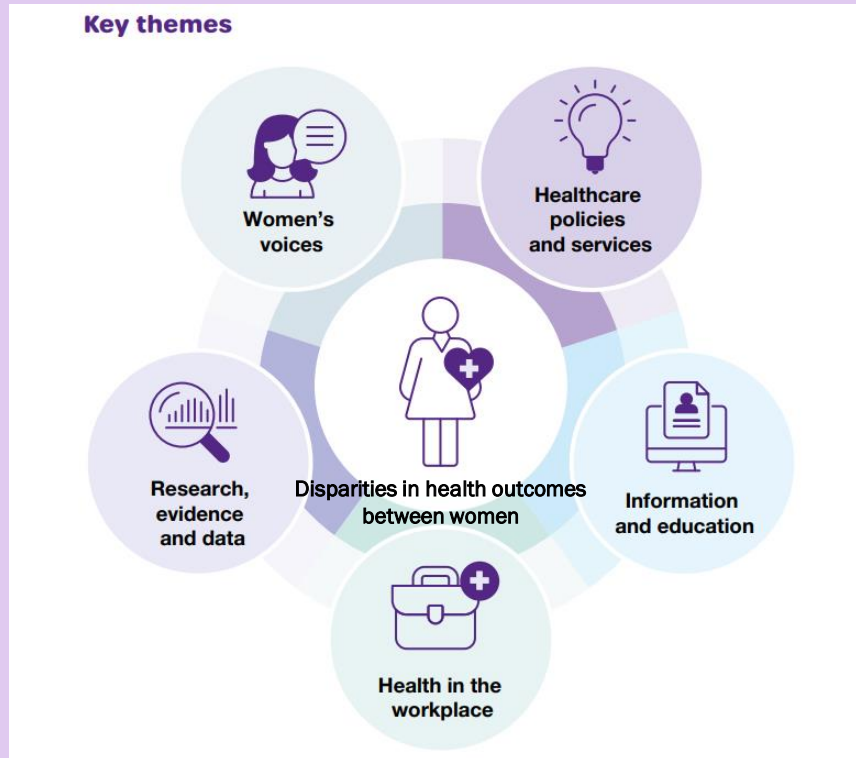 Key themes
Women's
voices
Healthcare
policies
and services
Research,
evidence
and data
Disparities in health outcomes
between women
Information
and education
Health in the
workplace